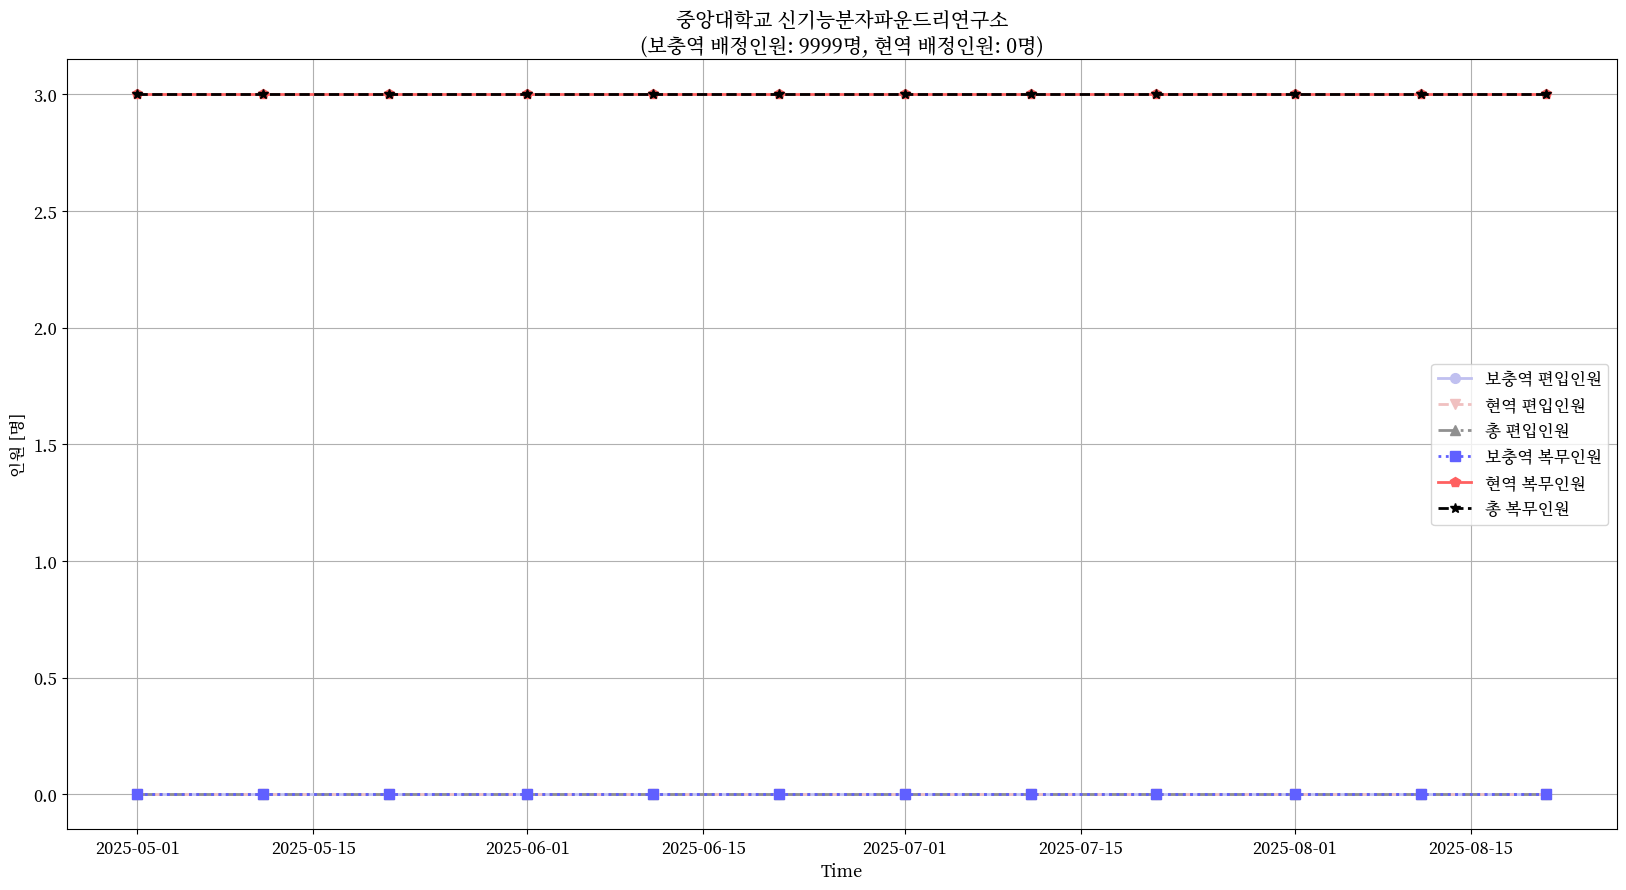 중앙대학교 신기능분자파운드리연구소
(보충역 배정인원: 9999명, 현역 배정인원: 0명)
3.0
2.5
2.0
1.5
1.0
0.5
0.0
인원 [명]
보충역 편입인원
현역 편입인원
총 편입인원
보충역 복무인원
현역 복무인원
총 복무인원
2025-05-01
2025-05-15
2025-06-01
2025-06-15
2025-07-01
2025-07-15
2025-08-01
2025-08-15
Time